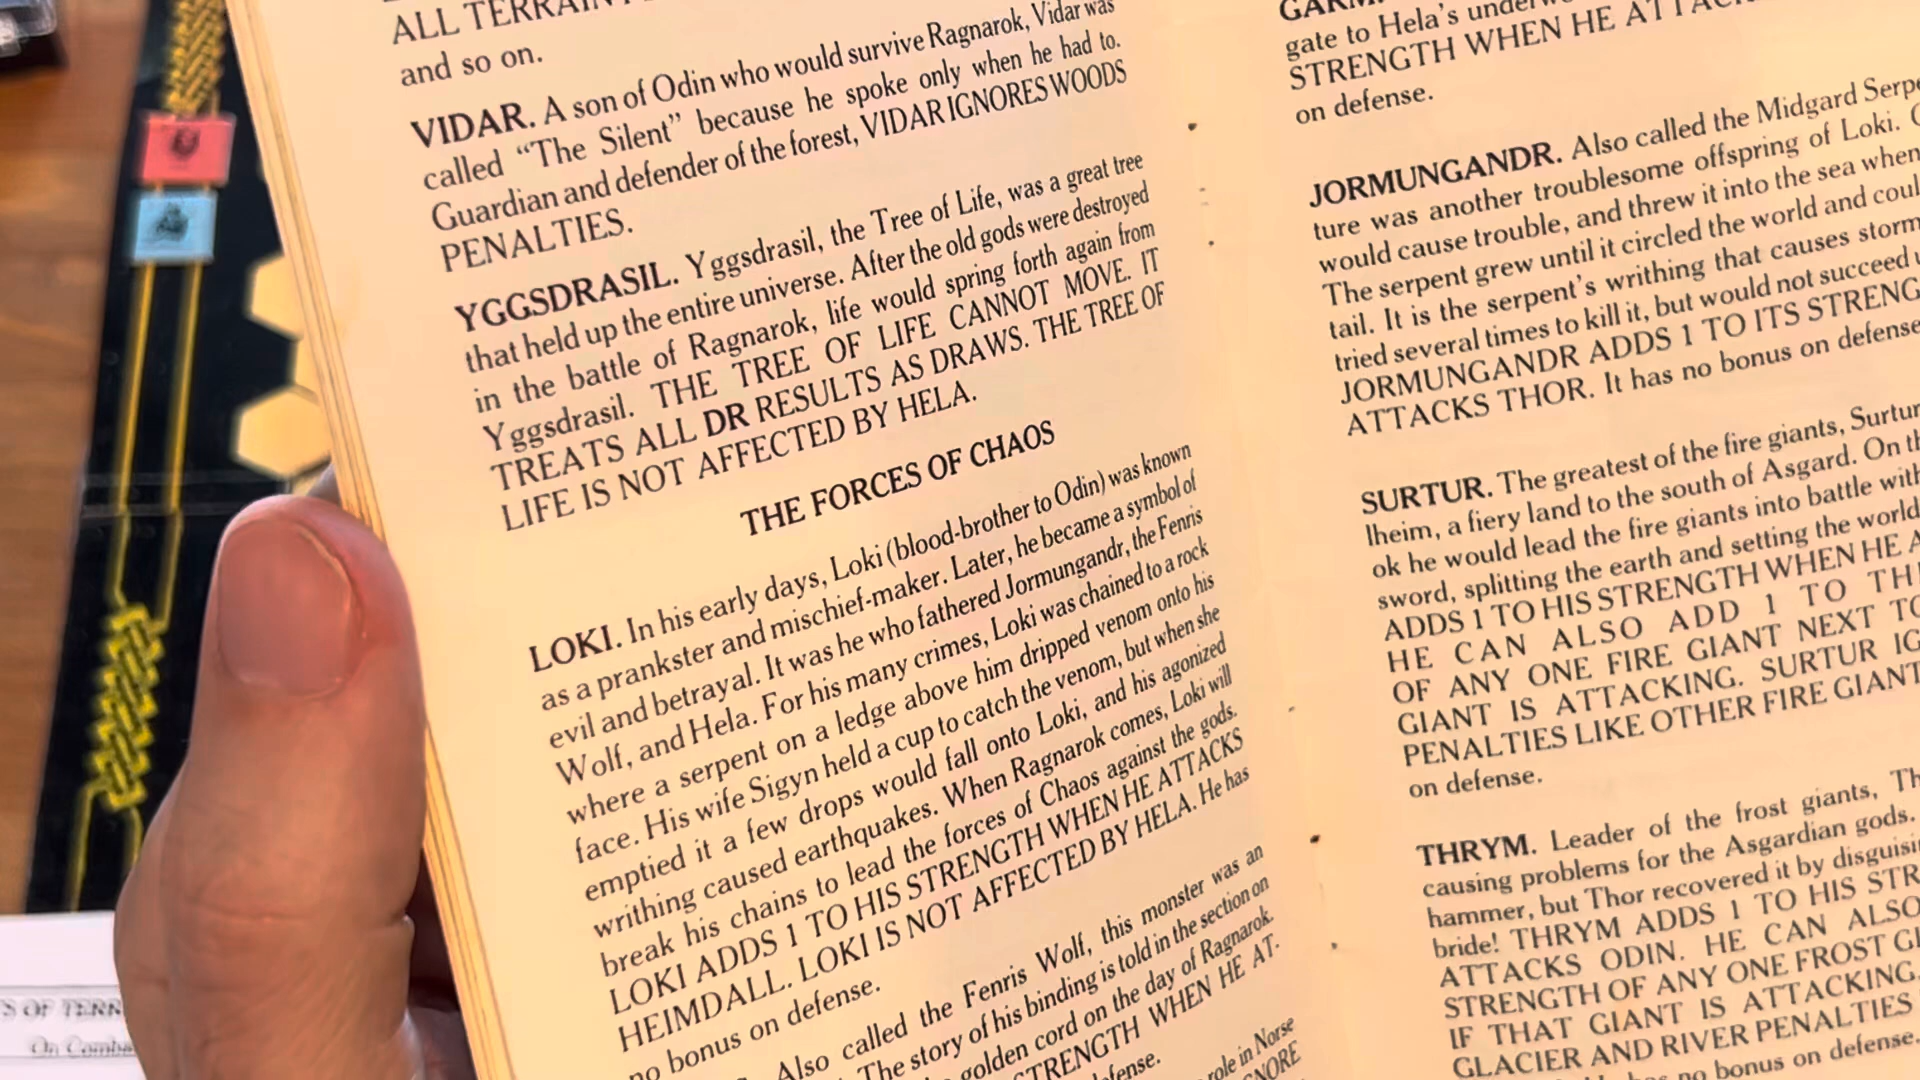 ALL TERRAIN
and so on.
VIDAR. A son of Odin who would survive Ragnarok, Vidar was
called “The Silent” because he spoke only when he had to.
Guardian and defender of the forest, VIDAR IGNORES WOODS
PENALTIES.
YGGSDRASIL. Yggsdrasil, the Tree of Life, was a great tree
that held up the entire universe. After the old gods were destroyed
in the battle of Ragnarok, life would spring forth again from
Yggsdrasil. THE TREE OF LIFE CANNOT MOVE. IT
TREATS ALL DR RESULTS AS DRAWS. THE TREE OF
LIFE IS NOT AFFECTED BY HELA.
THE FORCES OF CHAOS
LOKI. In his early days, Loki (blood-brother to Odin) was known
as a prankster and mischief-maker. Later, he became a symbol of
evil and betrayal. It was he who fathered Jormungandr, the Fenris
Wolf, and Hela. For his many crimes, Loki was chained to a rock
where a serpent on a ledge above him dripped venom onto his
face. His wife Sigyn held a cup to catch the venom, but when she
emptied it a few drops would fall onto Loki, and his agonized
writhing caused earthquakes. When Ragnarok comes, Loki will
break his chains to lead the forces of Chaos against the gods.
LOKI ADDS 1 TO HIS STRENGTH WHEN HE ATTACKS
HEIMDALL. LOKI IS NOT AFFECTED BY HELA. He has
no bonus on defense.
Also called the Fenris Wolf, this monster was an
The story of his binding is told in the section on
golden cord on the day of Ragnarok.
STRENGTH WHEN HE AT-
role in Norse
gate to Hela's
STRENGTH WHEN HE
on defense.
JORMUNGANDR. Also called the Midgard
ture was another troublesome offspring of Loki.
would cause trouble, and threw it into the sea when
The serpent grew until it circled the world and
tail. It is the serpent's writhing that causes
tried several times to kill it, but would not succeed
JORMUNGANDR ADDS 1 TO ITS
ATTACKS THOR. It has no bonus on defense
SURTUR. The greatest of the fire giants,
lheim, a fiery land to the south of Asgard. On
ok he would lead the fire giants into battle
sword, splitting the earth and setting the world
ADDS 1 TO HIS STRENGTH WHEN HE
HE CAN ALSO ADD 1 TO
OF ANY ONE FIRE GIANT NEXT
GIANT IS ATTACKING. SURTUR
PENALTIES LIKE OTHER FIRE
on defense.
THRYM. Leader of the frost giants,
causing problems for the Asgardian gods.
hammer, but Thor recovered it by
bride! THRYM ADDS 1 TO HIS
ATTACKS ODIN. HE CAN
STRENGTH OF ANY ONE FROST
IF THAT GIANT IS ATTACKING.
GLACIER AND RIVER PENALTIES
no bonus on defense.
OF
On